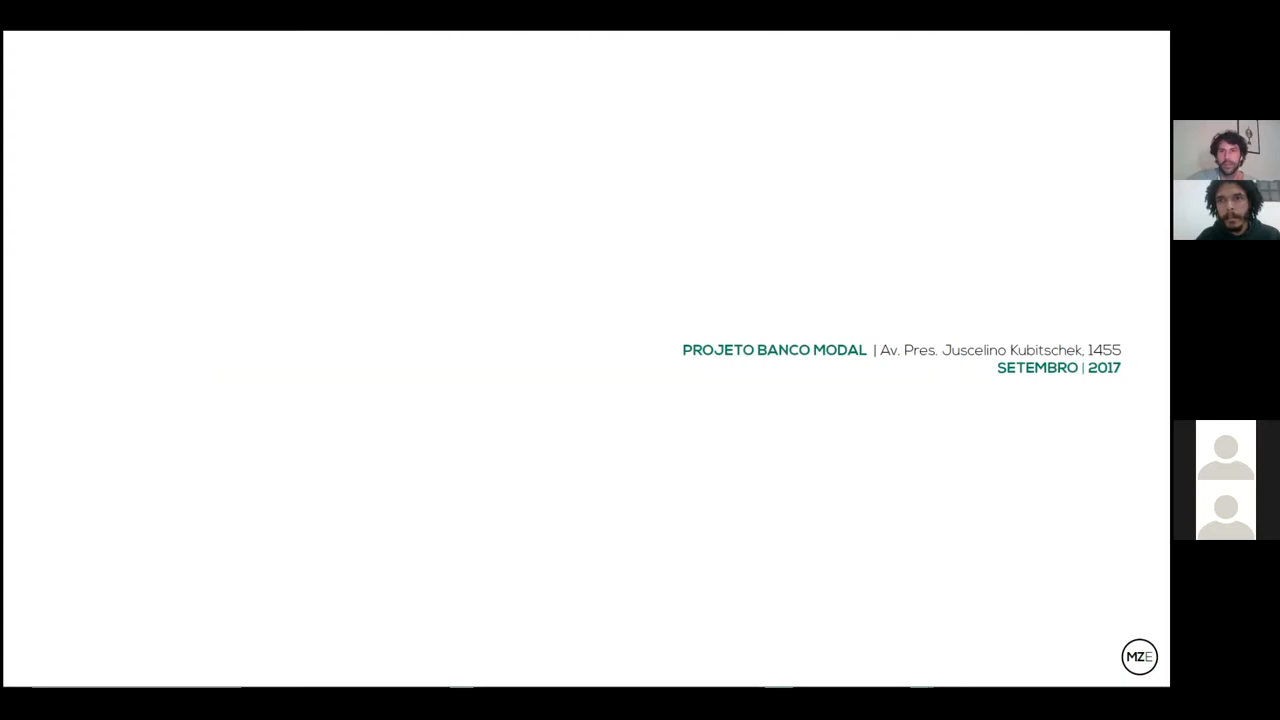 PROJETO BANCO MODAL | Av. Pres. Juscelino Kubitschek, 1455
SETEMBRO | 2017
MZE